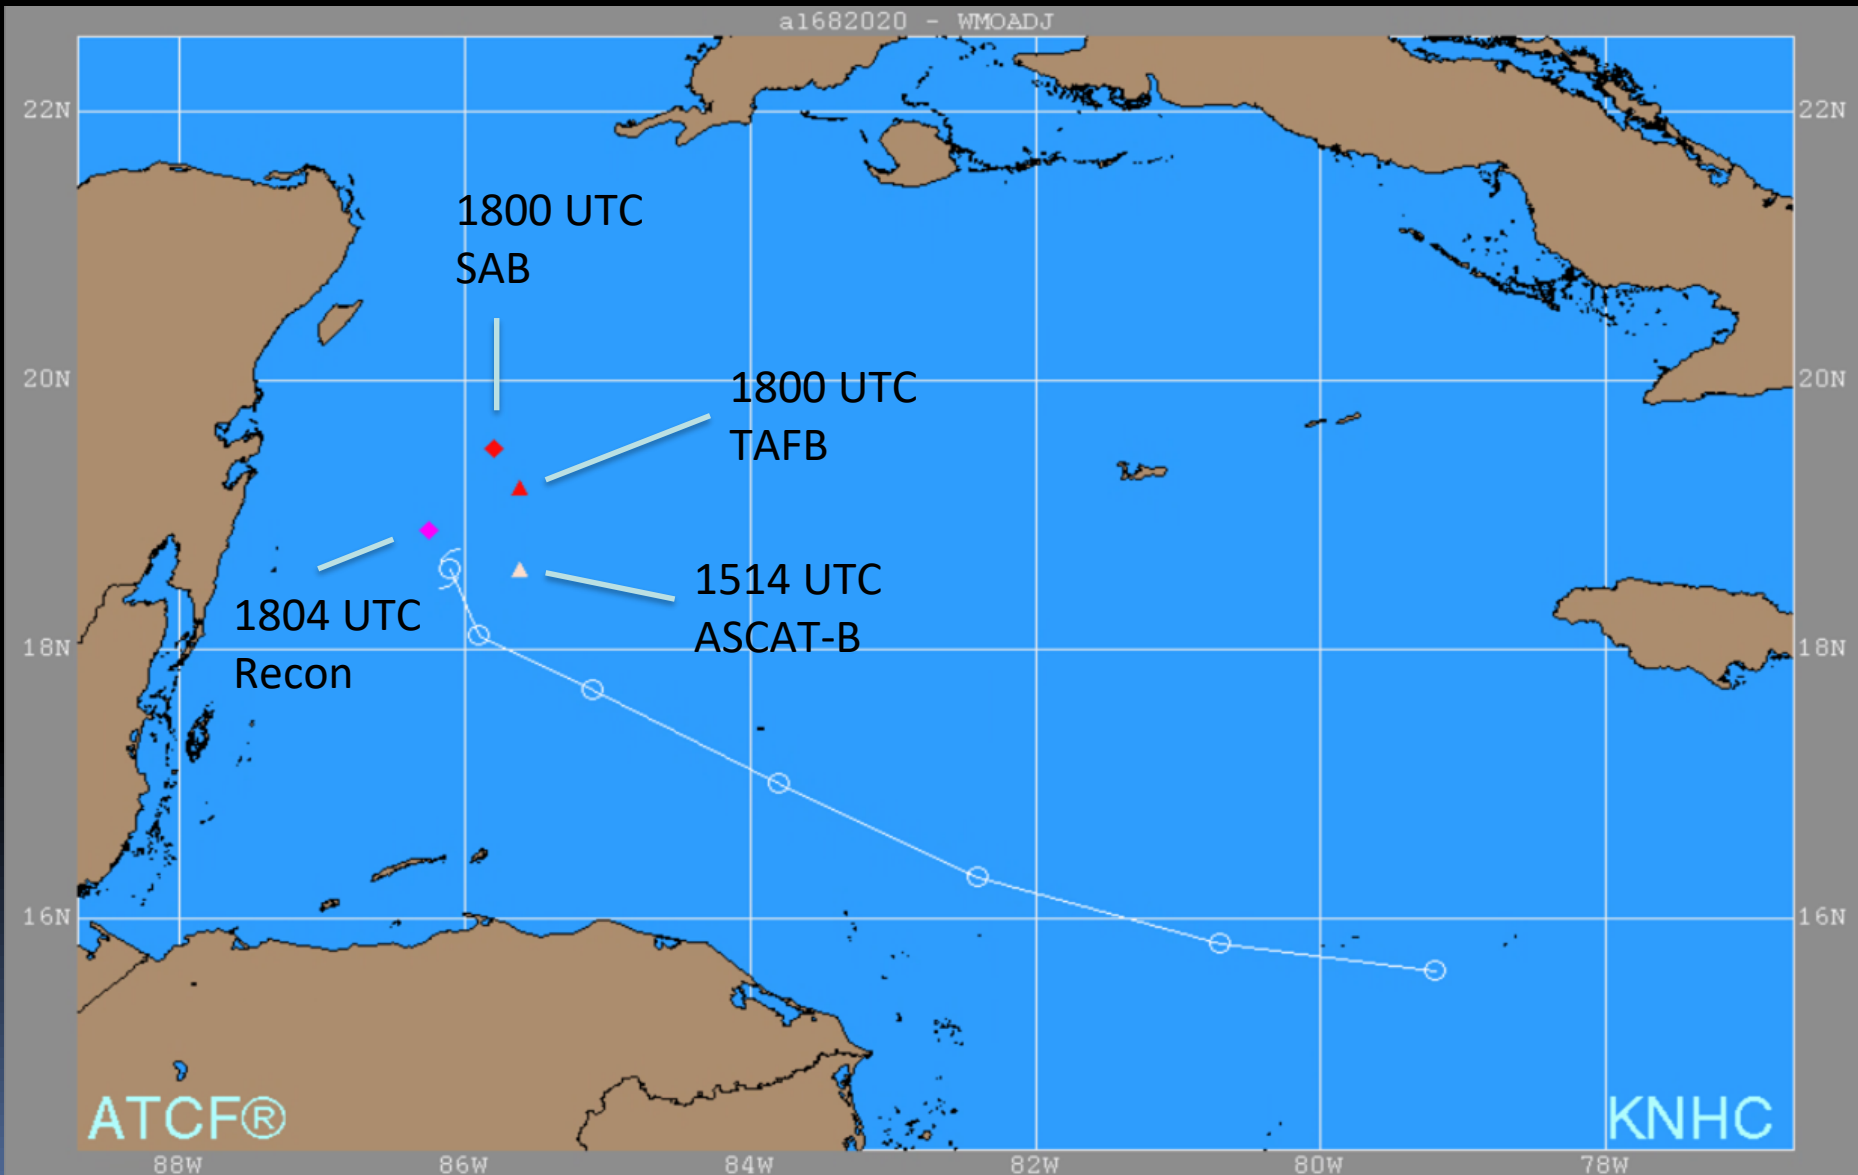 a1682020 - WMOADJ
22N
22N
1800 UTC
SAB
20N
20N
1800 UTC
TAFB
1514 UTC
ASCAT-B
1804 UTC
Recon
18N
18N
16N
16N
ATCF®
KNHC
88W
86W
84W
82W
80W
78W